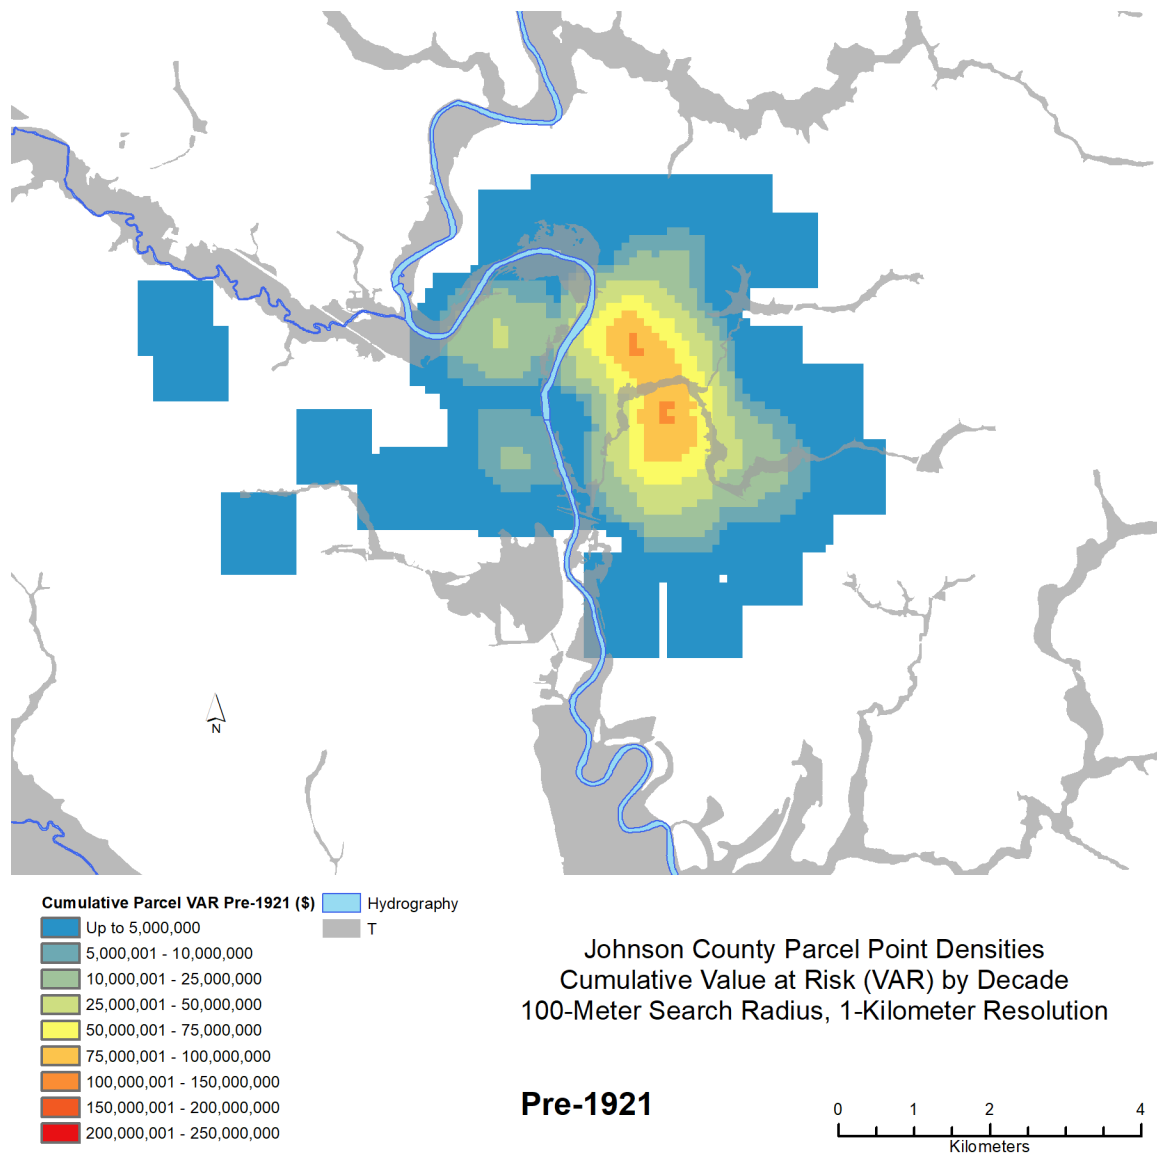 N
Cumulative Parcel VAR Pre-1921 ($)
Up to 5,000,000
5,000,001 - 10,000,000
10,000,001 - 25,000,000
25,000,001 - 50,000,000
50,000,001 - 75,000,000
75,000,001 - 100,000,000
100,000,001 - 150,000,000
150,000,001 - 200,000,000
200,000,001 - 250,000,000
Hydrography
T
Johnson County Parcel Point Densities
Cumulative Value at Risk (VAR) by Decade
100-Meter Search Radius, 1-Kilometer Resolution
Pre-1921
0 1 2 4
Kilometers